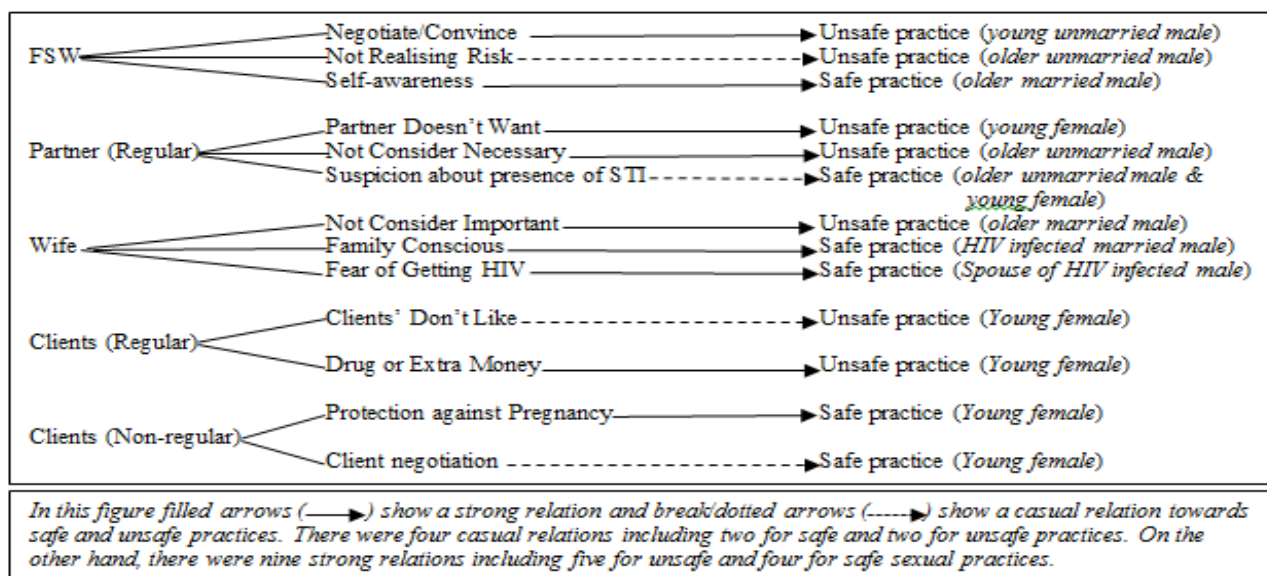 Negotiate/Convince Unsafe practice (young unmarried male)
FSW Not Realising Risk Unsafe practice (older unmarried male)
Self-awareness Safe practice (older married male)
Partner Doesn't Want Unsafe practice (young female)
Partner (Regular) Not Consider Necessary Unsafe practice (older unmarried male)
Suspicion about presence of STI Safe practice (older unmarried male &
young female)
Not Consider Important Unsafe practice (older married male)
Wife Family Conscious Safe practice (HIV infected married male)
Fear of Getting HIV Safe practice (Spouse of HIV infected male)
Clients' Don't Like Unsafe practice (Young female)
Clients (Regular)
Drug or Extra Money Unsafe practice (Young female)
Protection against Pregnancy Safe practice (Young female)
Clients (Non-regular)
Client negotiation Safe practice (Young female)
In this figure filled arrows ( ) show a strong relation and break/dotted arrows ( ) show a casual relation towards
safe and unsafe practices. There were four casual relations including two for safe and two for unsafe practices. On the
other hand, there were nine strong relations including five for unsafe and four for safe sexual practices.